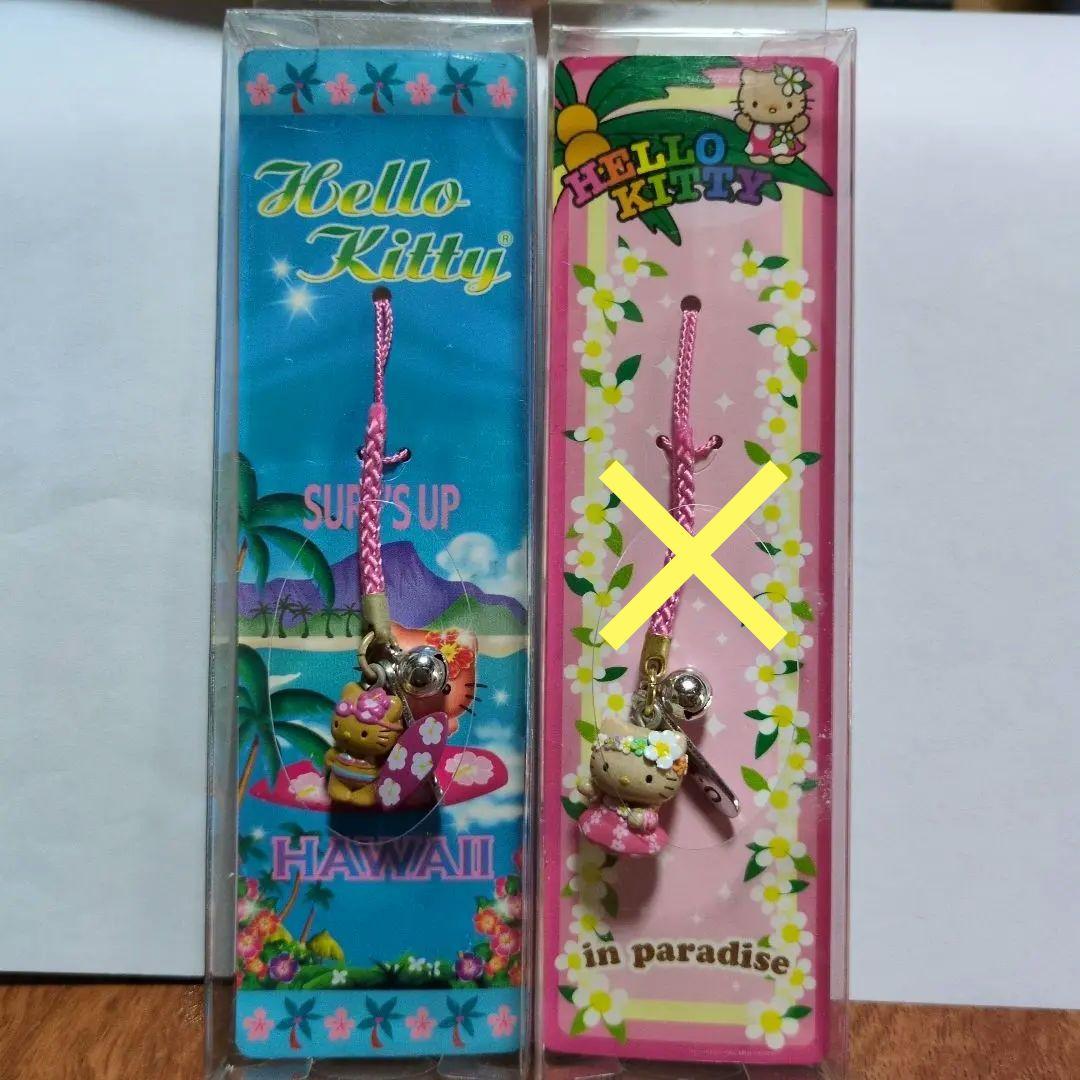 Hello
Kitty®
SURF'S UP
HAWAII
HELLO
KITTY
in paradise